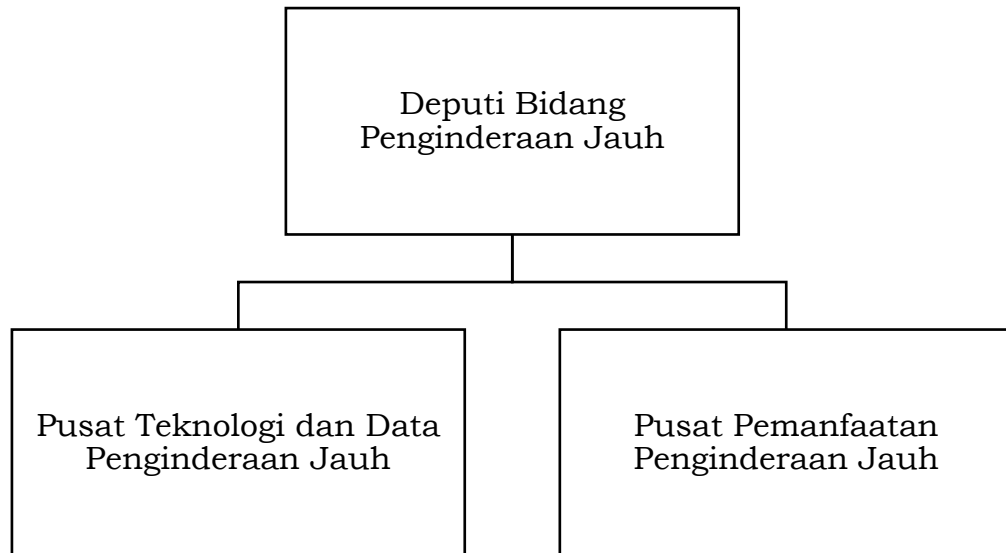 Deputi Bidang
Penginderaan Jauh
Pusat Teknologi dan Data
Penginderaan Jauh
Pusat Pemanfaatan
Penginderaan Jauh